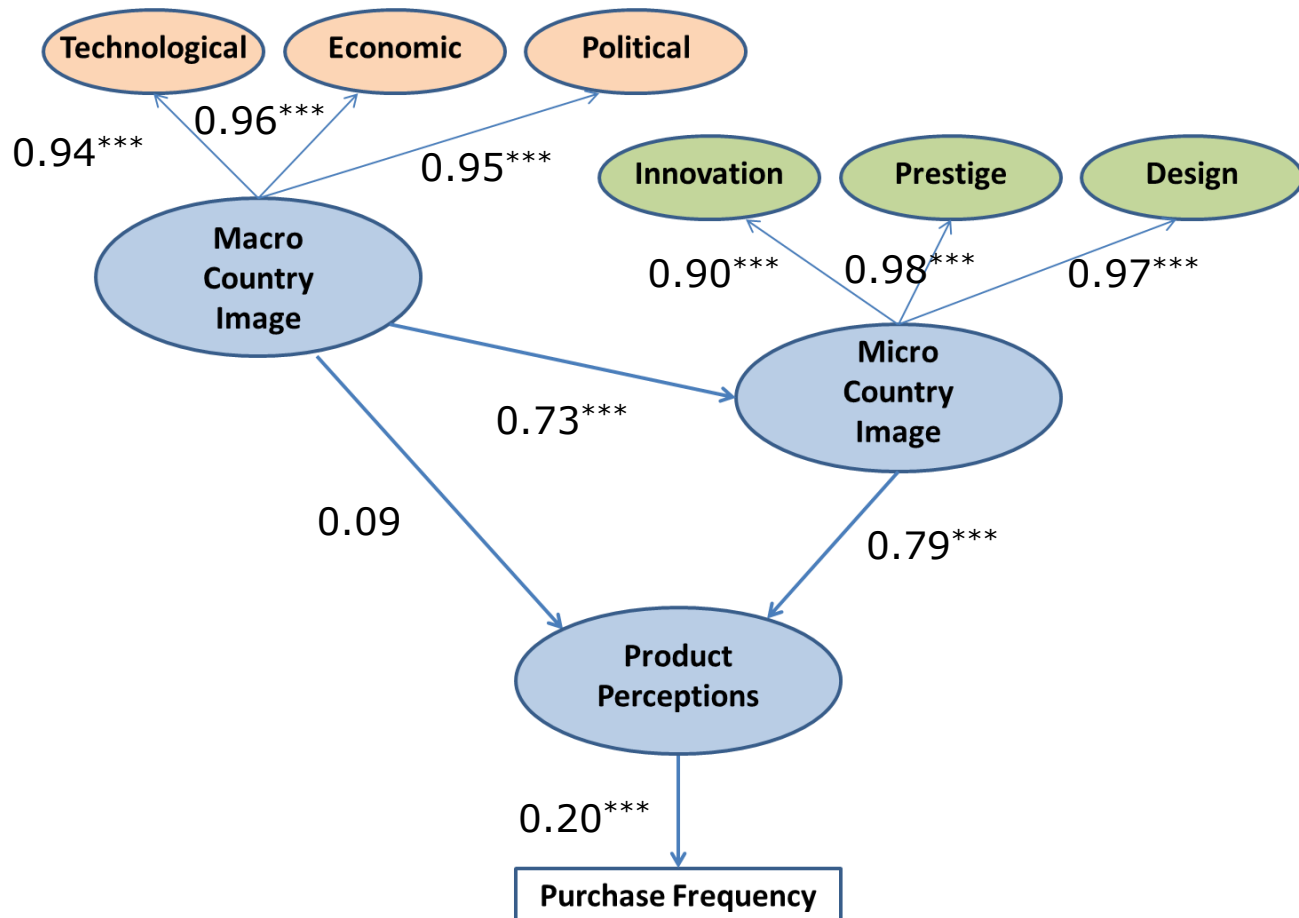 Technological
Economic
Political
0.94***
0.96***
0.95***
Innovation
Prestige
Design
Macro
Country
Image
0.90***
0.98***
0.97***
Micro
Country
Image
0.73***
0.09
0.79***
Product
Perceptions
0.20***
Purchase Frequency